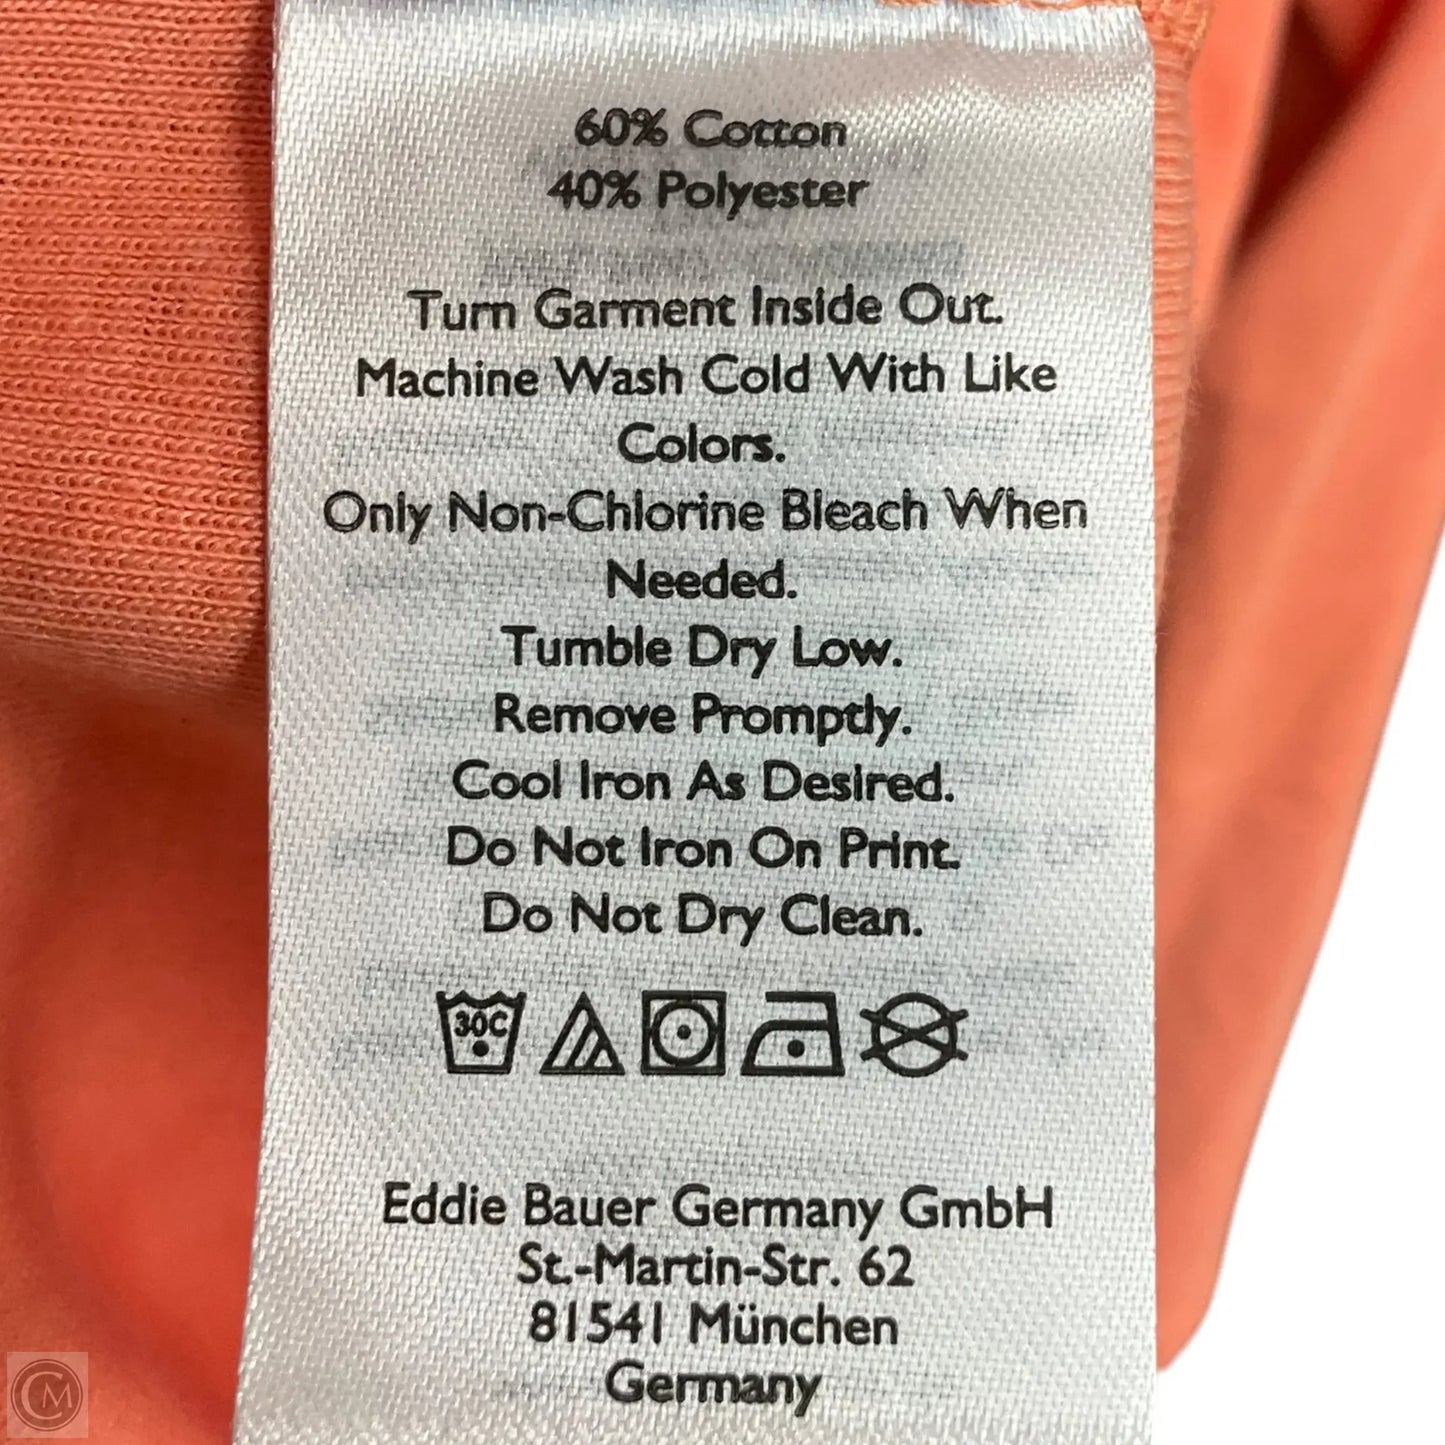 60% Cotton
40% Polyester
Turn Garment Inside Out.
Machine Wash Cold With Like
Colors.
Only Non-Chlorine Bleach When
Needed.
Tumble Dry Low.
Remove Promptly.
Cool Iron As Desired.
Do Not Iron On Print.
Do Not Dry Clean.
30C
Eddie Bauer Germany GmbH
St.-Martin-Str. 62
81541 München
Germany
CM